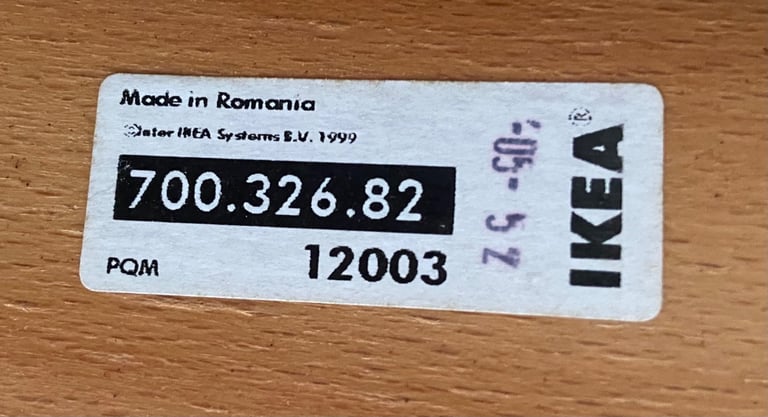 Made in Romania
©Inter IKEA Systems B.V. 1999
700.326.82
PQM 12003
IKEA®